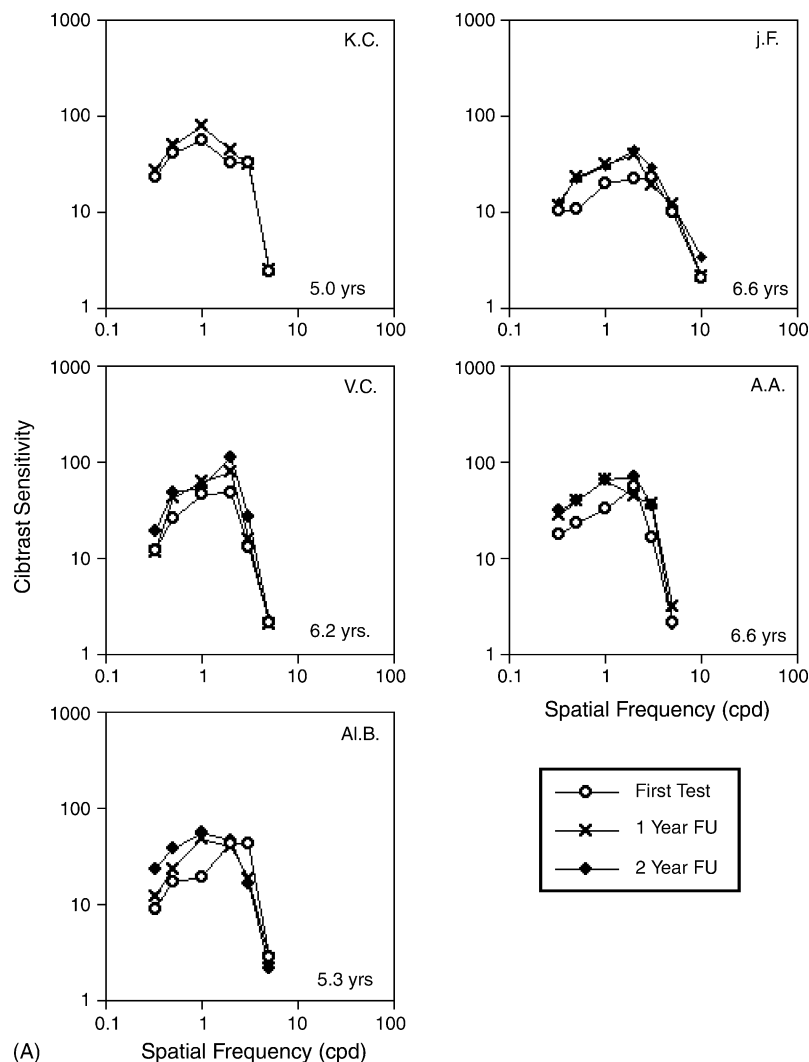 1000
K.C.
100
10
1
5.0 yrs
0.1 1 10 100
1000
j.F.
100
10
1
6.6 yrs
0.1 1 10 100
Cibtrast Sensitivity
1000
V.C.
100
10
1
6.2 yrs.
0.1 1 10 100
1000
A.A.
100
10
1
6.6 yrs
0.1 1 10 100
Spatial Frequency (cpd)
1000
Al.B.
100
10
1
5.3 yrs
0.1 1 10 100
(A) Spatial Frequency (cpd)
First Test
1 Year FU
2 Year FU